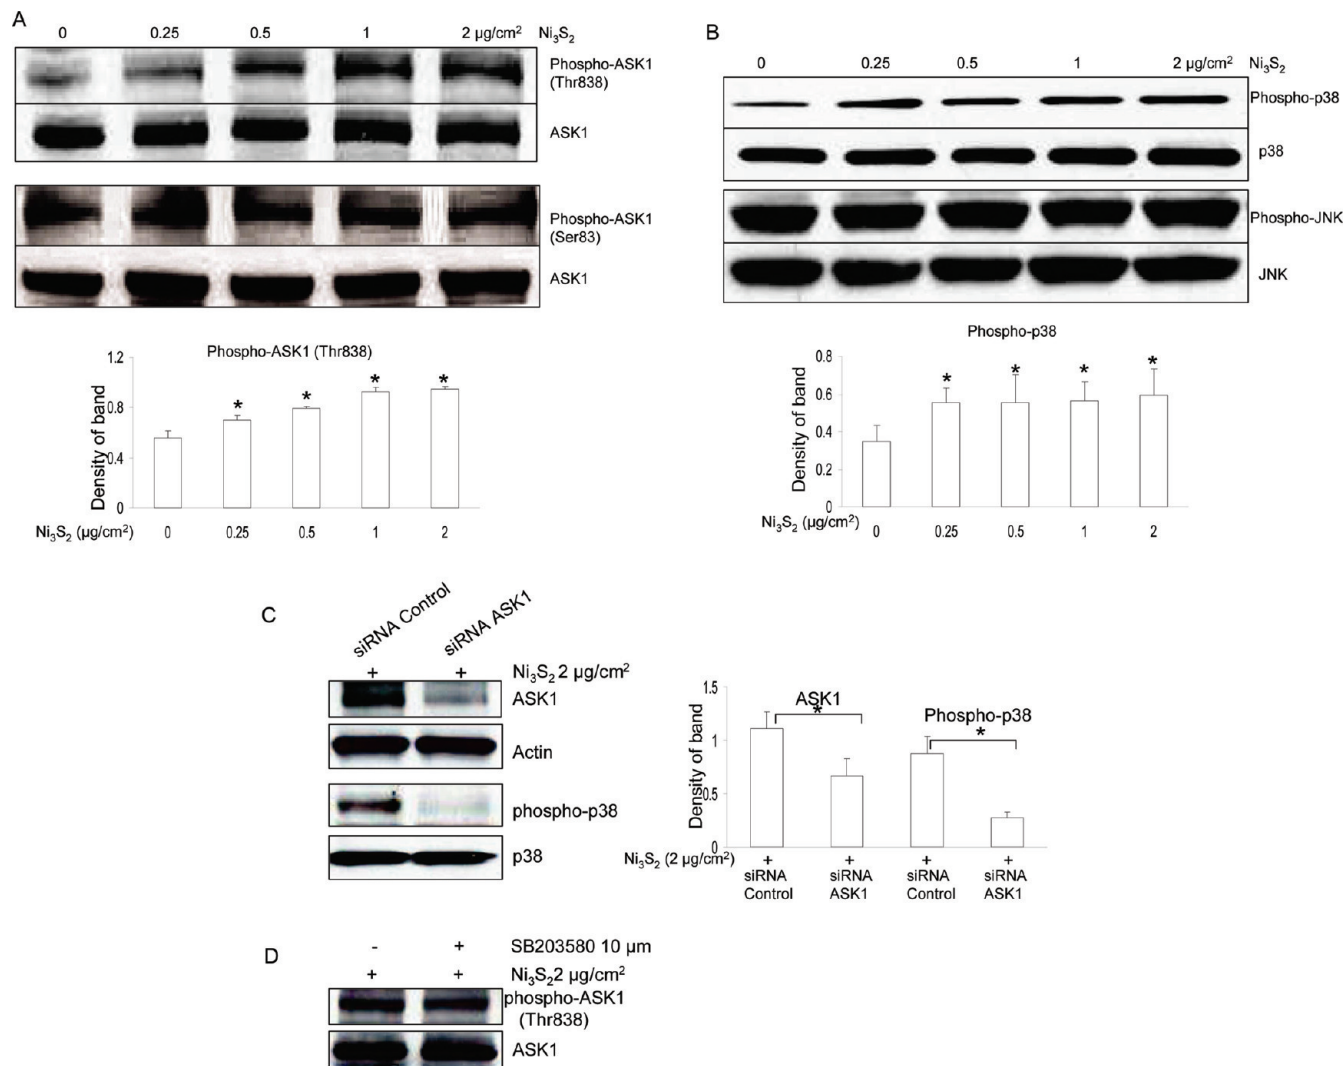 A
0 0.25 0.5 1 2 µg/cm² Ni₃S₂
Phospho-ASK1
(Thr838)
ASK1
Phospho-ASK1
(Ser83)
ASK1
Phospho-ASK1 (Thr838)
1.2
0.8
0.4
0
Density of band
* * * *
Ni₃S₂ (µg/cm²) 0 0.25 0.5 1 2
B
0 0.25 0.5 1 2 µg/cm² Ni₃S₂
Phospho-p38
p38
Phospho-JNK
JNK
Phospho-p38
0.8
0.6
0.4
0.2
0
Density of band
* * * *
Ni₃S₂ (µg/cm²) 0 0.25 0.5 1 2
C
siRNA Control siRNA ASK1
+ + Ni₃S₂ 2 µg/cm²
ASK1
Actin
phospho-p38
p38
1.5
1
0.5
0
Density of band
ASK1
*
Phospho-p38
*
Ni₃S₂ (2 µg/cm²) + + + +
siRNA siRNA siRNA siRNA
Control ASK1 Control ASK1
D
- + SB203580 10 µm
+ + Ni₃S₂2 µg/cm²
phospho-ASK1
(Thr838)
ASK1